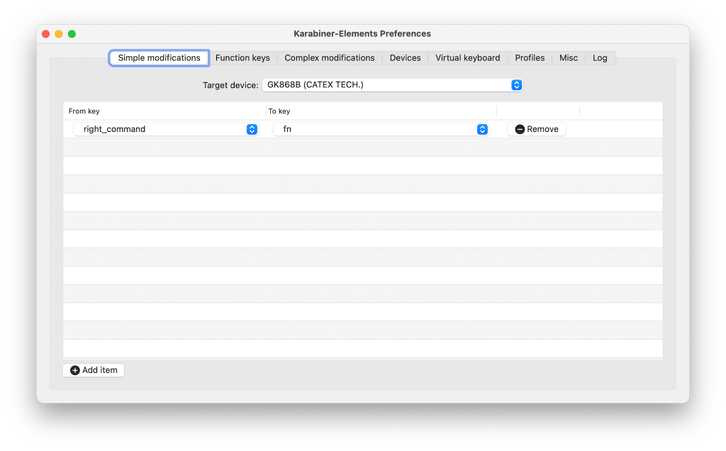 Karabiner-Elements Preferences
Simple modifications Function keys Complex modifications Devices Virtual keyboard Profiles Misc Log
Target device: GK868B (CATEX TECH.)
From key To key
right_command fn Remove
Add item